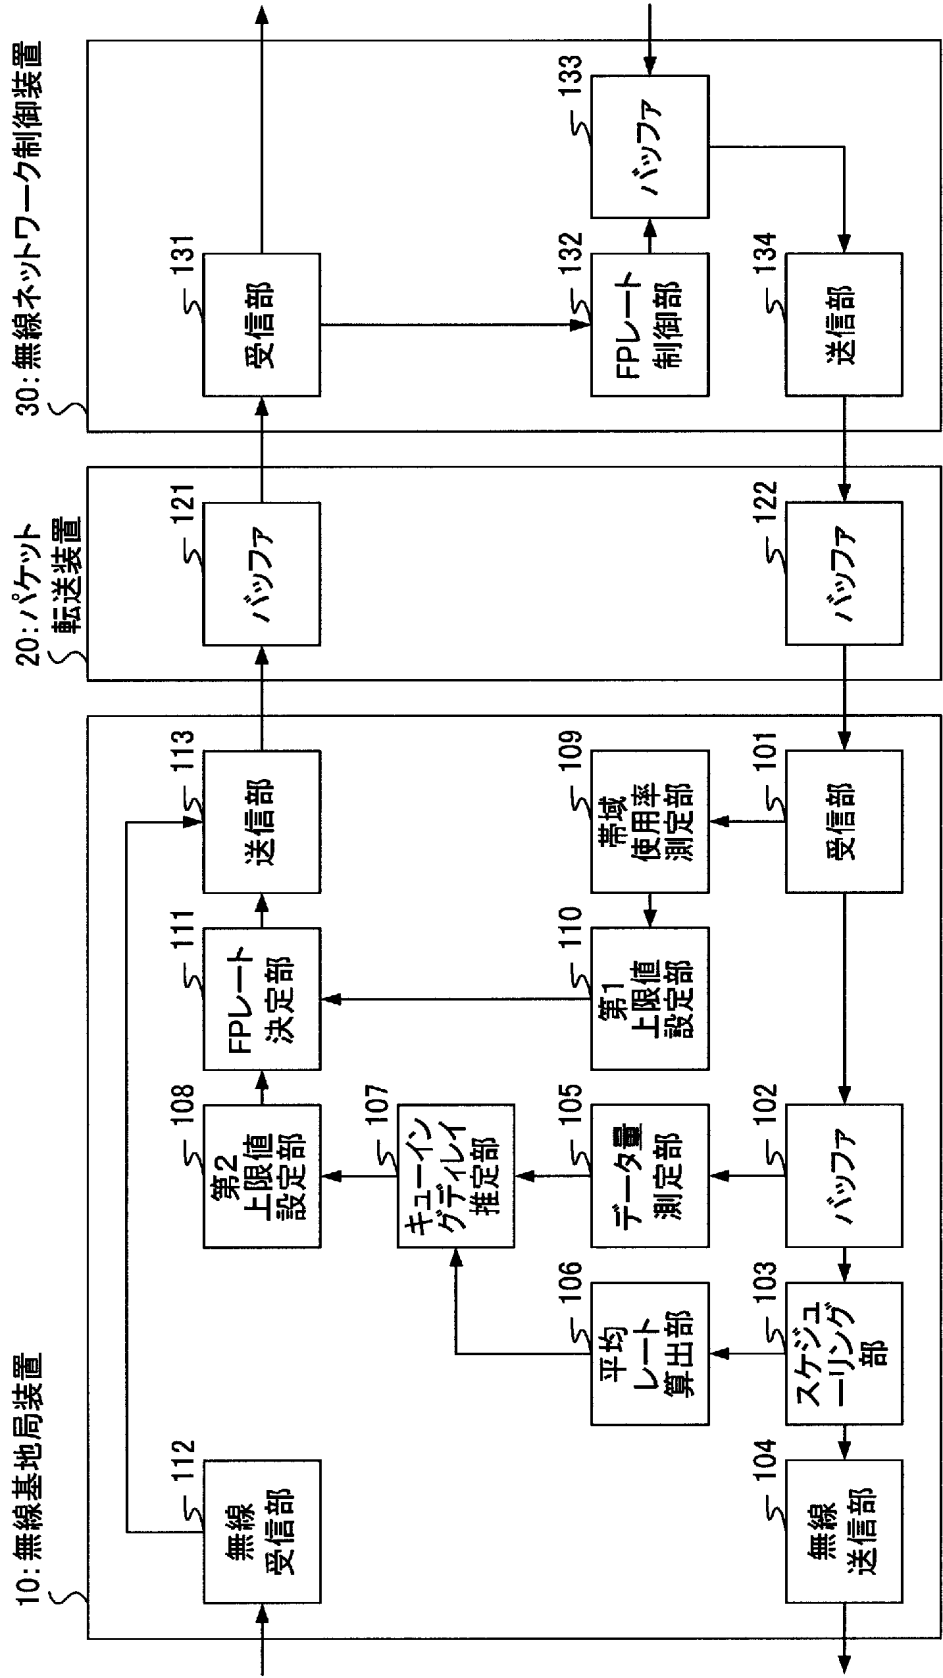 10:無線基地局装置
112
無線
受信部
108
第2
上限値
設定部
111
FPレート
決定部
113
送信部
107
キューイン
グディレイ
推定部
106
平均
レート
算出部
105
データ量
測定部
110
第1
上限値
設定部
109
帯域
使用率
測定部
104
無線
送信部
103
スケジュ
ーリング
部
102
バッファ
101
受信部
20:パケット
転送装置
121
バッファ
122
バッファ
30:無線ネットワーク制御装置
131
受信部
132
FPレート
制御部
133
バッファ
134
送信部